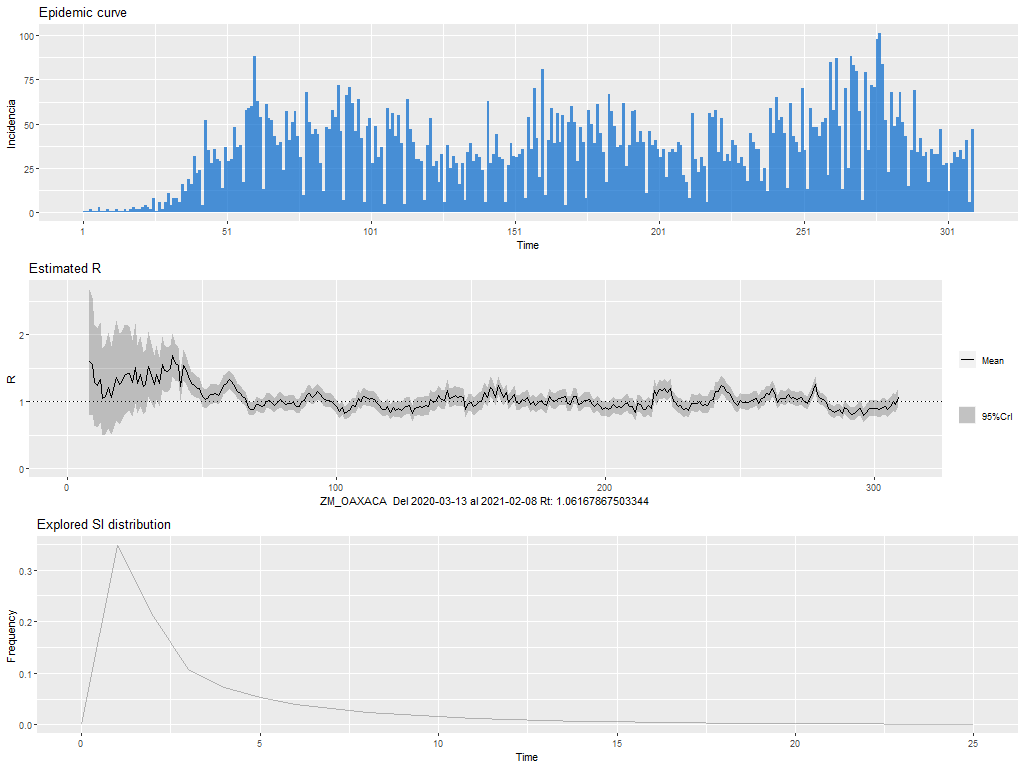 Epidemic curve
100
75
50
25
0
Incidencia
1 51 101 151 201 251 301
Time
Estimated R
2
1
0
R
0 100 200 300
ZM_OAXACA Del 2020-03-13 al 2021-02-08 Rt: 1.06167867503344
Mean
95%CrI
Explored SI distribution
0.3
0.2
0.1
0.0
Frequency
0 5 10 15 20 25
Time